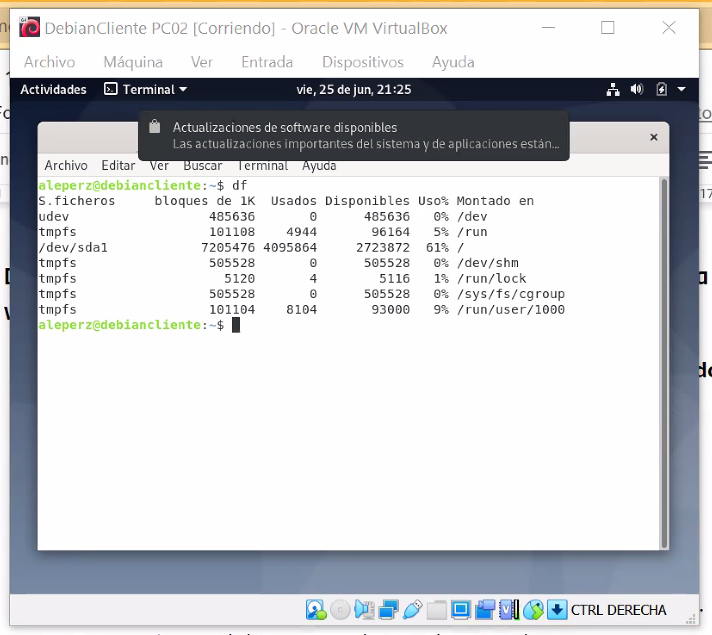 DebianCliente PC02 [Corriendo] - Oracle VM VirtualBox
Archivo Máquina Ver Entrada Dispositivos Ayuda
Actividades Terminal vie, 25 de jun, 21:25
Actualizaciones de software disponibles
Las actualizaciones importantes del sistema y de aplicaciones están...
Archivo Editar Ver Buscar Terminal Ayuda
aleperz@debiancliente:~$ df
S.ficheros bloques de 1K Usados Disponibles Uso% Montado en
udev 485636 0 485636 0% /dev
tmpfs 101108 4944 96164 5% /run
/dev/sda1 7205476 4095864 2723872 61% /
tmpfs 505528 0 505528 0% /dev/shm
tmpfs 5120 4 5116 1% /run/lock
tmpfs 505528 0 505528 0% /sys/fs/cgroup
tmpfs 101104 8104 93000 9% /run/user/1000
aleperz@debiancliente:~$
CTRL DERECHA